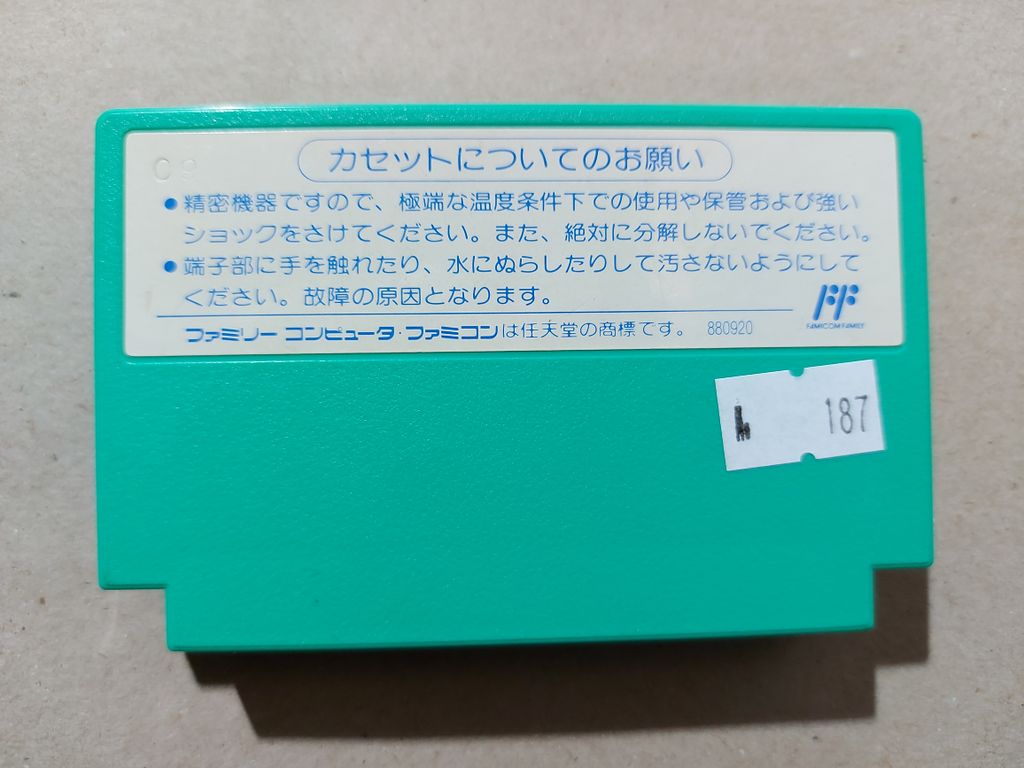 C9
カセットについてのお願い
●精密機器ですので、極端な温度条件下での使用や保管および強い
ショックをさけてください。また、絶対に分解しないでください。
●端子部に手を触れたり、水にぬらしたりして汚さないようにして
ください。故障の原因となります。
FF
FAMICOM FAMILY
ファミリー コンピュータ・ファミコンは任天堂の商標です。 880920
187